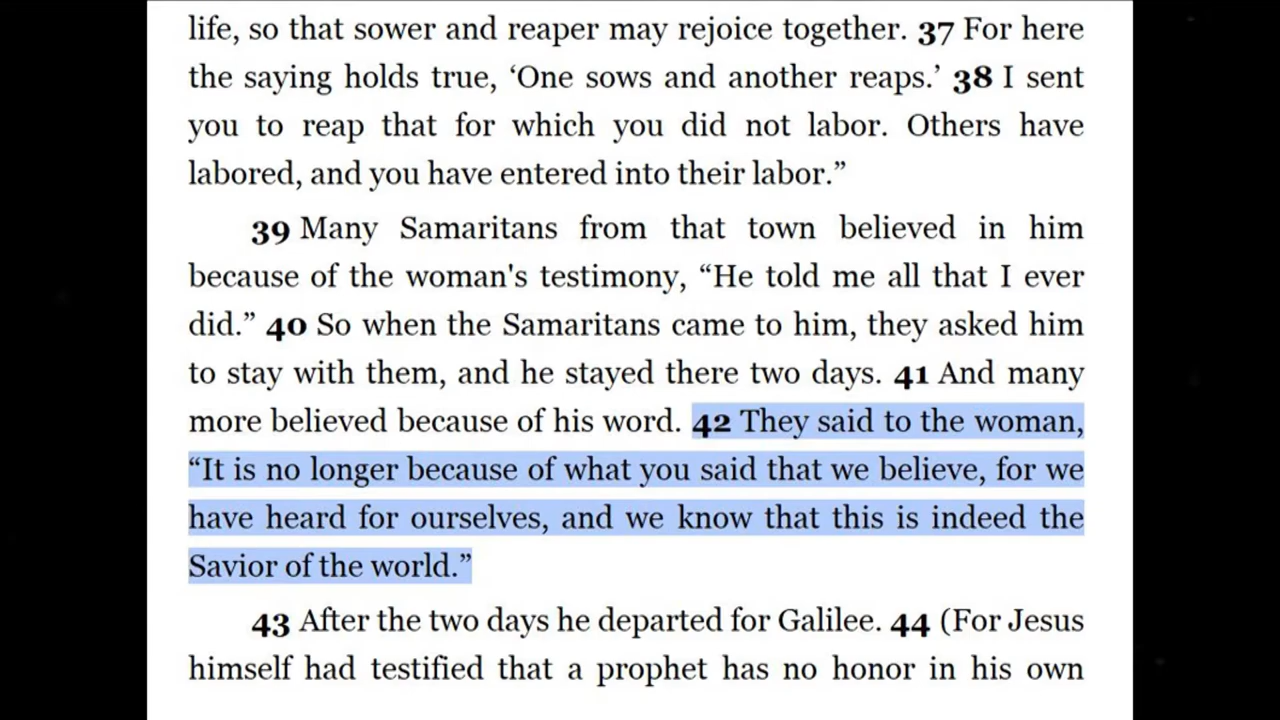 life, so that sower and reaper may rejoice together. 37 For here
the saying holds true, ‘One sows and another reaps.’ 38 I sent
you to reap that for which you did not labor. Others have
labored, and you have entered into their labor.”
39 Many Samaritans from that town believed in him
because of the woman's testimony, “He told me all that I ever
did.” 40 So when the Samaritans came to him, they asked him
to stay with them, and he stayed there two days. 41 And many
more believed because of his word. 42 They said to the woman,
“It is no longer because of what you said that we believe, for we
have heard for ourselves, and we know that this is indeed the
Savior of the world.”
43 After the two days he departed for Galilee. 44 (For Jesus
himself had testified that a prophet has no honor in his own